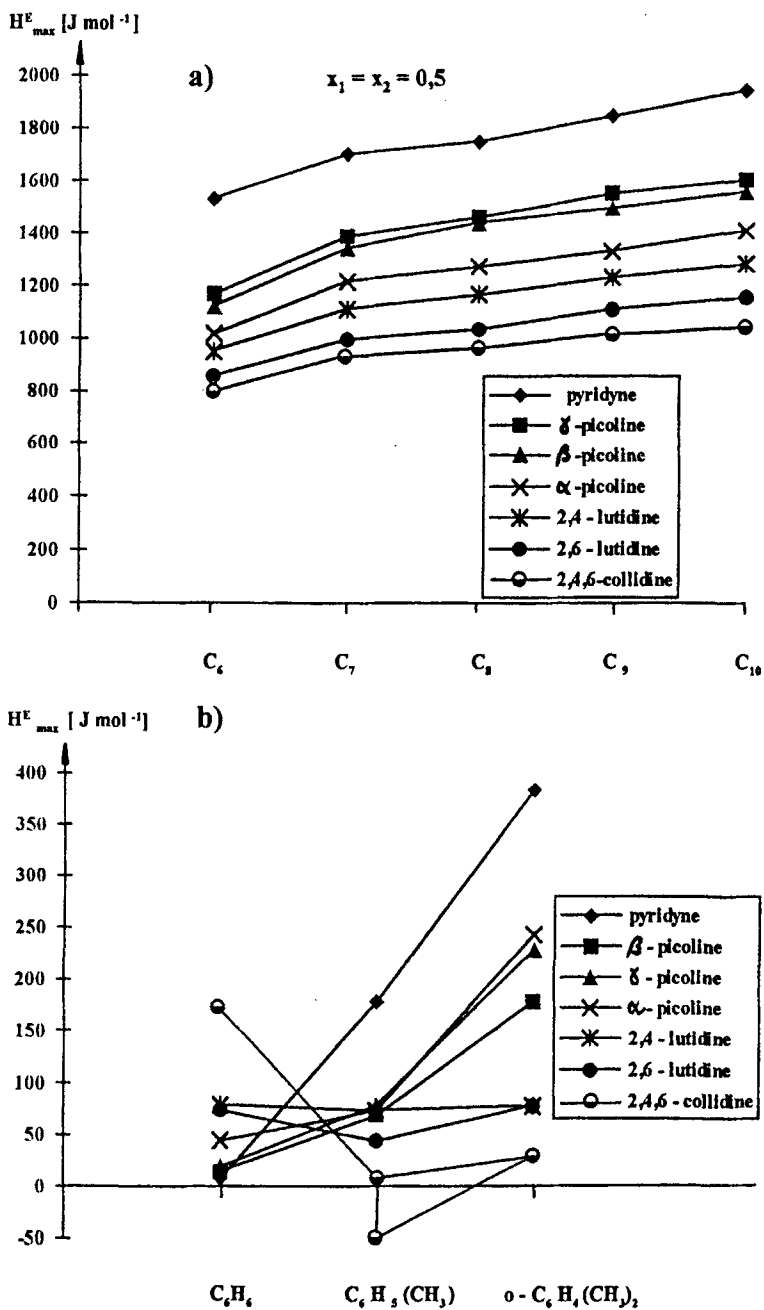 Hᴱmax [J mol ⁻¹]
a) x₁ = x₂ = 0,5
2000
1800
1600
1400
1200
1000
800
600
400
200
0
pyridyne
ɣ -picoline
β -picoline
α -picoline
2,4 - lutidine
2,6 - lutidine
2,4,6-collidine
C₆ C₇ C₈ C₉ C₁₀
Hᴱmax [ J mol ⁻¹]
b)
400
350
300
250
200
150
100
50
0
-50
pyridyne
β - picoline
ɣ - picoline
α - picoline
2,4 - lutidine
2,6 - lutidine
2,4,6 - collidine
C₆H₆ C₆H₅(CH₃) o - C₆H₄(CH₃)₂